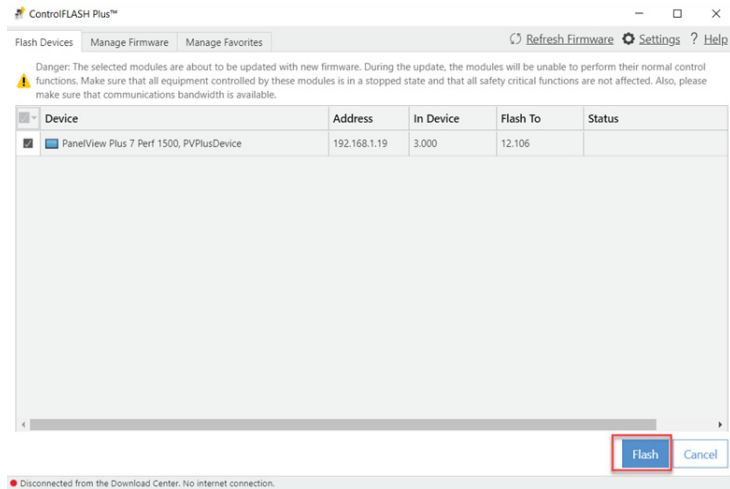 ControlFLASH Plus™
Flash Devices Manage Firmware Manage Favorites Refresh Firmware Settings ? Help
Danger: The selected modules are about to be updated with new firmware. During the update, the modules will be unable to perform their normal control
functions. Make sure that all equipment controlled by these modules is in a stopped state and that all safety critical functions are not affected. Also, please
make sure that communications bandwidth is available.
Device Address In Device Flash To Status
PanelView Plus 7 Perf 1500, PVPlusDevice 192.168.1.19 3.000 12.106
Flash Cancel
Disconnected from the Download Center. No internet connection.